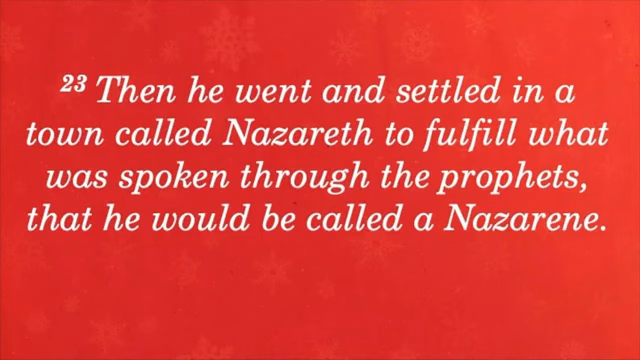 23 Then he went and settled in a
town called Nazareth to fulfill what
was spoken through the prophets,
that he would be called a Nazarene.